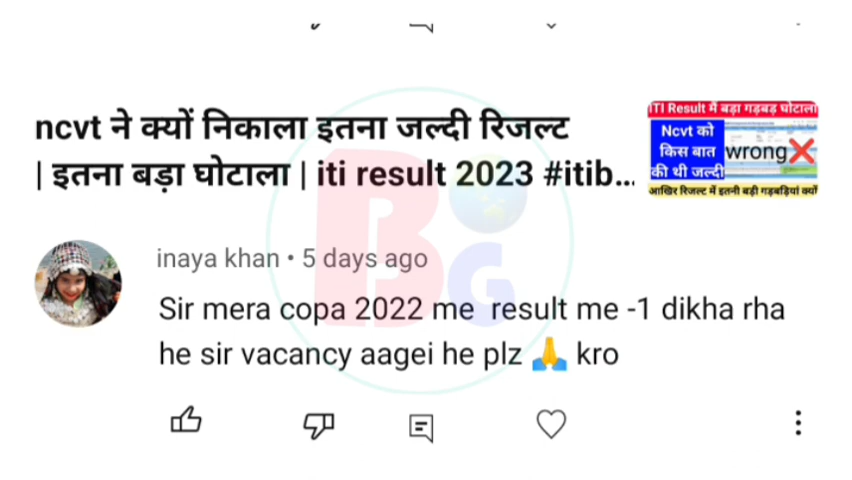 ncvt ने क्यों निकाला इतना जल्दी रिजल्ट
| इतना बड़ा घोटाला | iti result 2023 #itib...
ITI Result में बड़ा गड़बड़ घोटाला
Ncvt को
किस बात wrong❌
की थी जल्दी
आखिर रिजल्ट में इतनी बड़ी गड़बड़ियां क्यों
inaya khan • 5 days ago
Sir mera copa 2022 me result me -1 dikha rha
he sir vacancy aagei he plz 🙏 kro
B
G